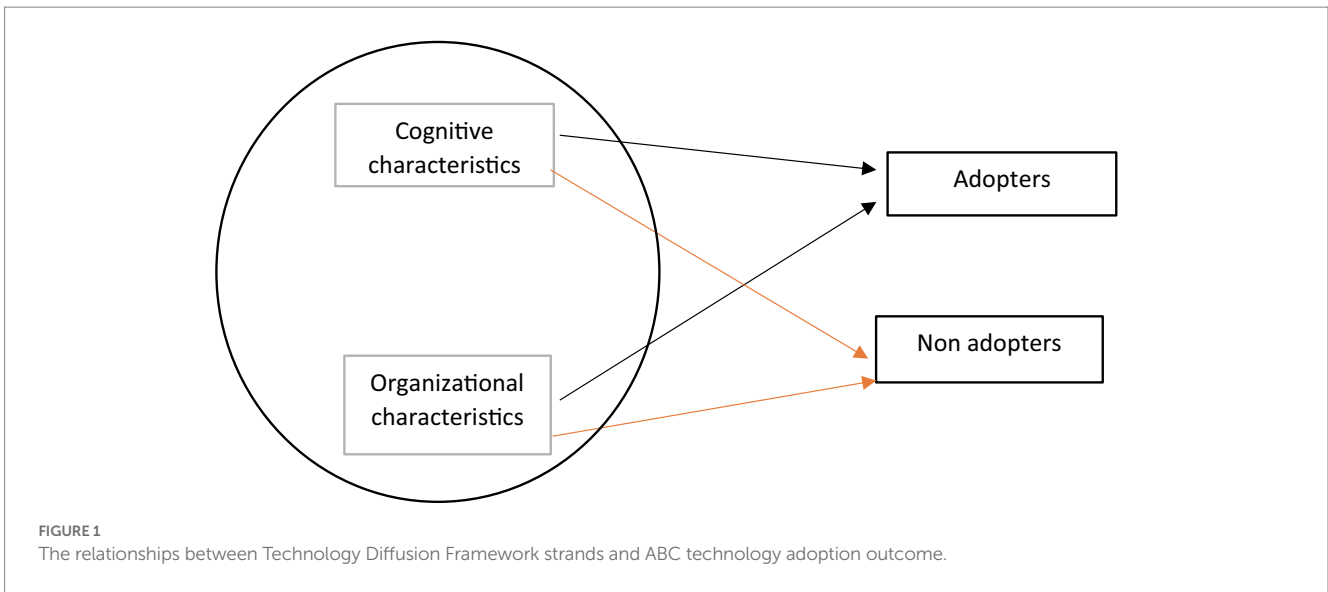 Cognitive
characteristics
Adopters
Non adopters
Organizational
characteristics
FIGURE 1
The relationships between Technology Diffusion Framework strands and ABC technology adoption outcome.